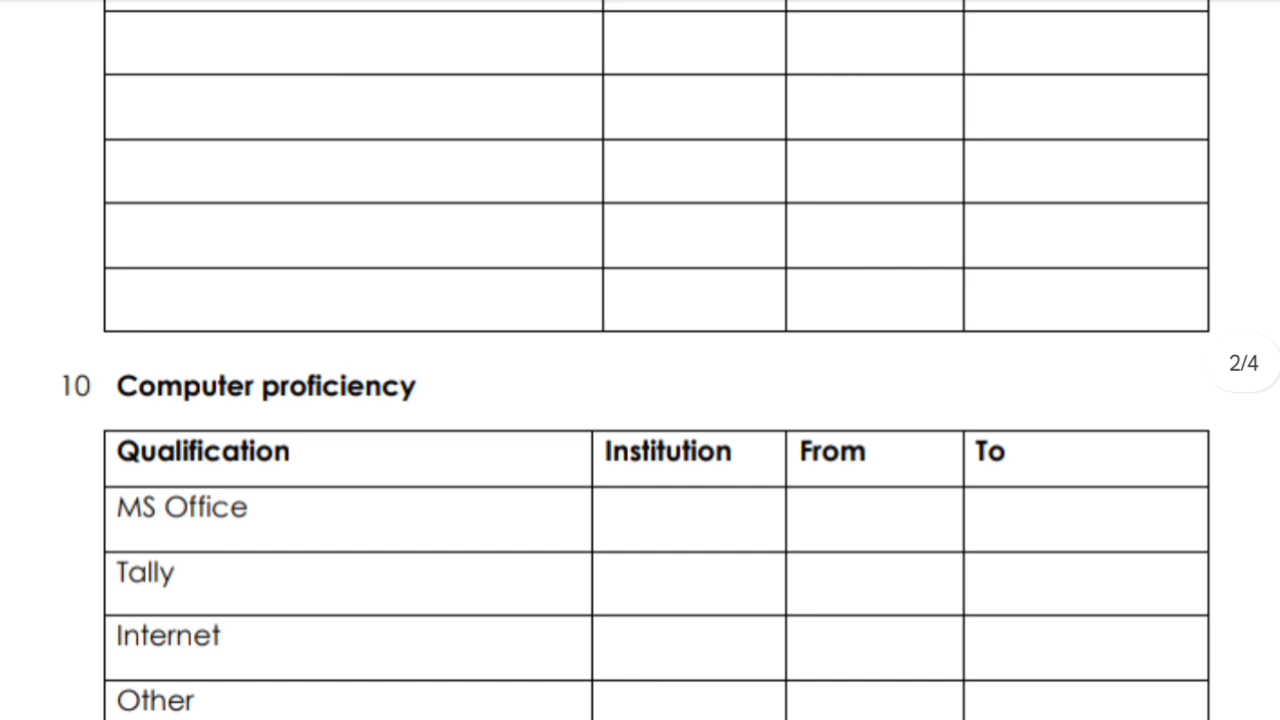 2/4
10 Computer proficiency
Qualification Institution From To
MS Office
Tally
Internet
Other